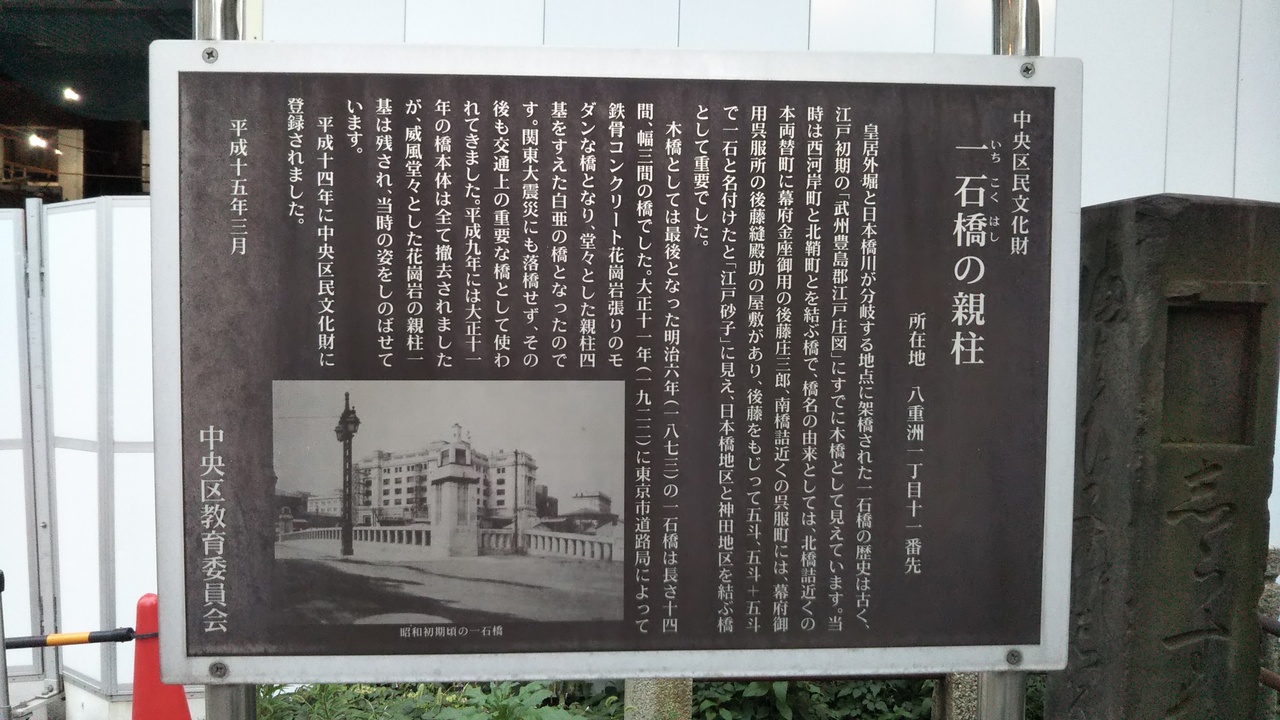 中央区民文化財
一石橋の親柱
いち こく はし
所在地 八重洲一丁目十一番先
皇居外堀と日本橋川が分岐する地点に架橋された一石橋の歴史は古く、
江戸初期の「武州豊島郡江戸庄図」にすでに木橋として見えています。当
時は西河岸町と北鞘町とを結ぶ橋で、橋名の由来としては、北橋詰近くの
本両替町に幕府金座御用の後藤庄三郎、南橋詰近くの呉服町には、幕府御
用呉服所の後藤縫殿助の屋敷があり、後藤をもじって五斗、五斗+五斗
で一石と名付けたと「江戸砂子」に見え、日本橋地区と神田地区を結ぶ橋
として重要でした。
木橋としては最後となった明治六年(一八七三)の一石橋は長さ十四
間、幅三間の橋でした。大正十一年(一九二二)に東京市道路局によって
鉄骨コンクリート花崗岩張りのモ
ダンな橋となり、堂々とした親柱四
基をすえた白亜の橋となったので
す。関東大震災にも落橋せず、その
後も交通上の重要な橋として使わ
れてきました。平成九年には大正十一
年の橋本体は全て撤去されました
が、威風堂々とした花崗岩の親柱一
基は残され、当時の姿をしのばせて
います。
平成十四年に中央区民文化財に
登録されました。
平成十五年三月
中央区教育委員会
昭和初期頃の一石橋